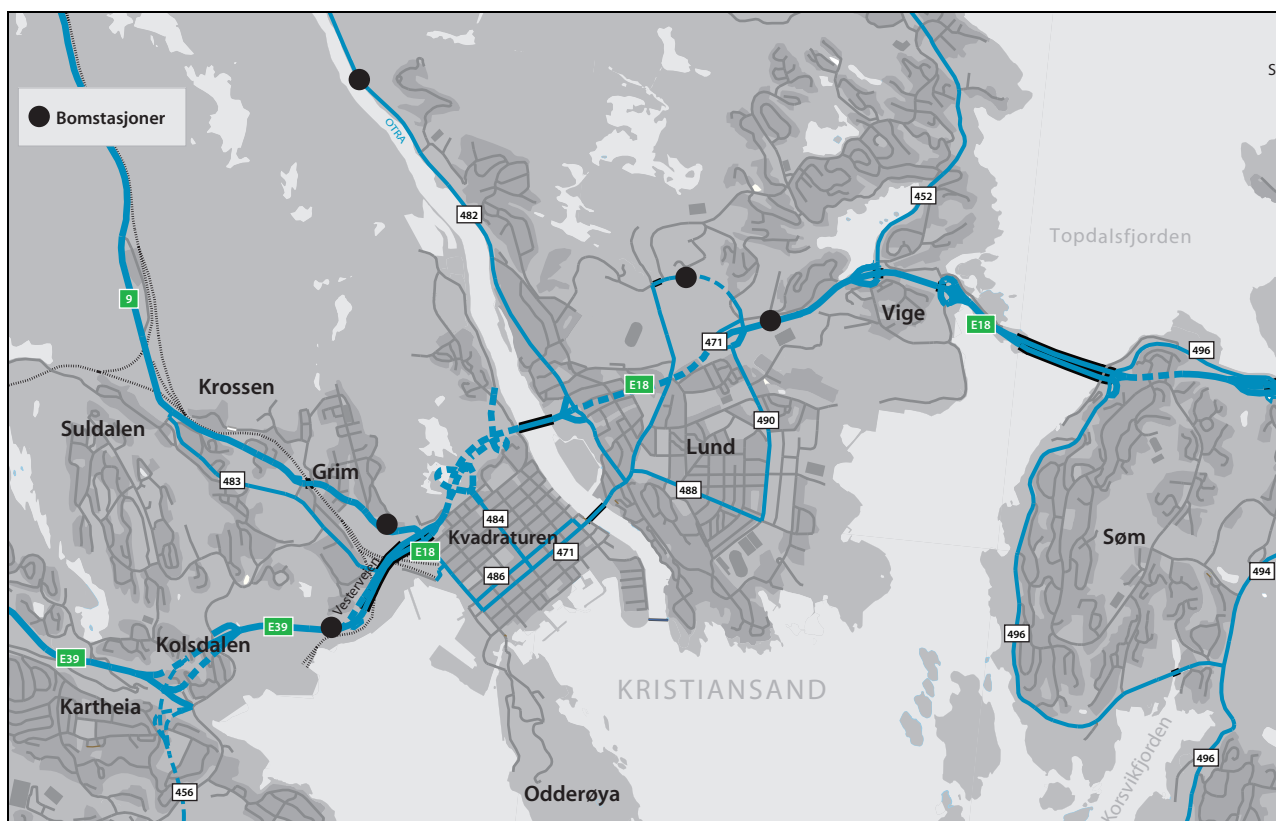 S
Bomstasjoner
OTRA
482
452
Topdalsfjorden
9
Vige
E18
471
496
E18
Krossen
Suldalen
490
Lund
Grim
483
488
484
Kvadraturen
471
E18
Søm
486
494
Vesterveien
E39
496
Kolsdalen
E39
KRISTIANSAND
Kartheia
496
Korsvikfjorden
456
Odderøya